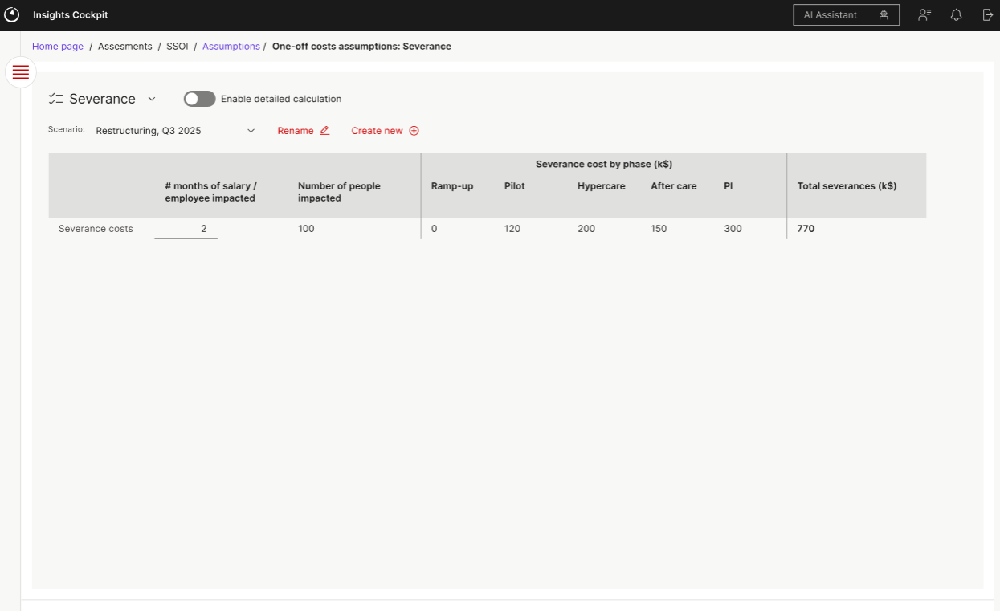 Insights Cockpit
AI Assistant
Home page / Assesments / SSOI / Assumptions / One-off costs assumptions: Severance
Severance
Enable detailed calculation
Scenario: Restructuring, Q3 2025
Rename
Create new
Severance cost by phase (k$)
# months of salary / employee impacted
Number of people impacted
Ramp-up
Pilot
Hypercare
After care
PI
Total severances (k$)
Severance costs 2 100 0 120 200 150 300 770